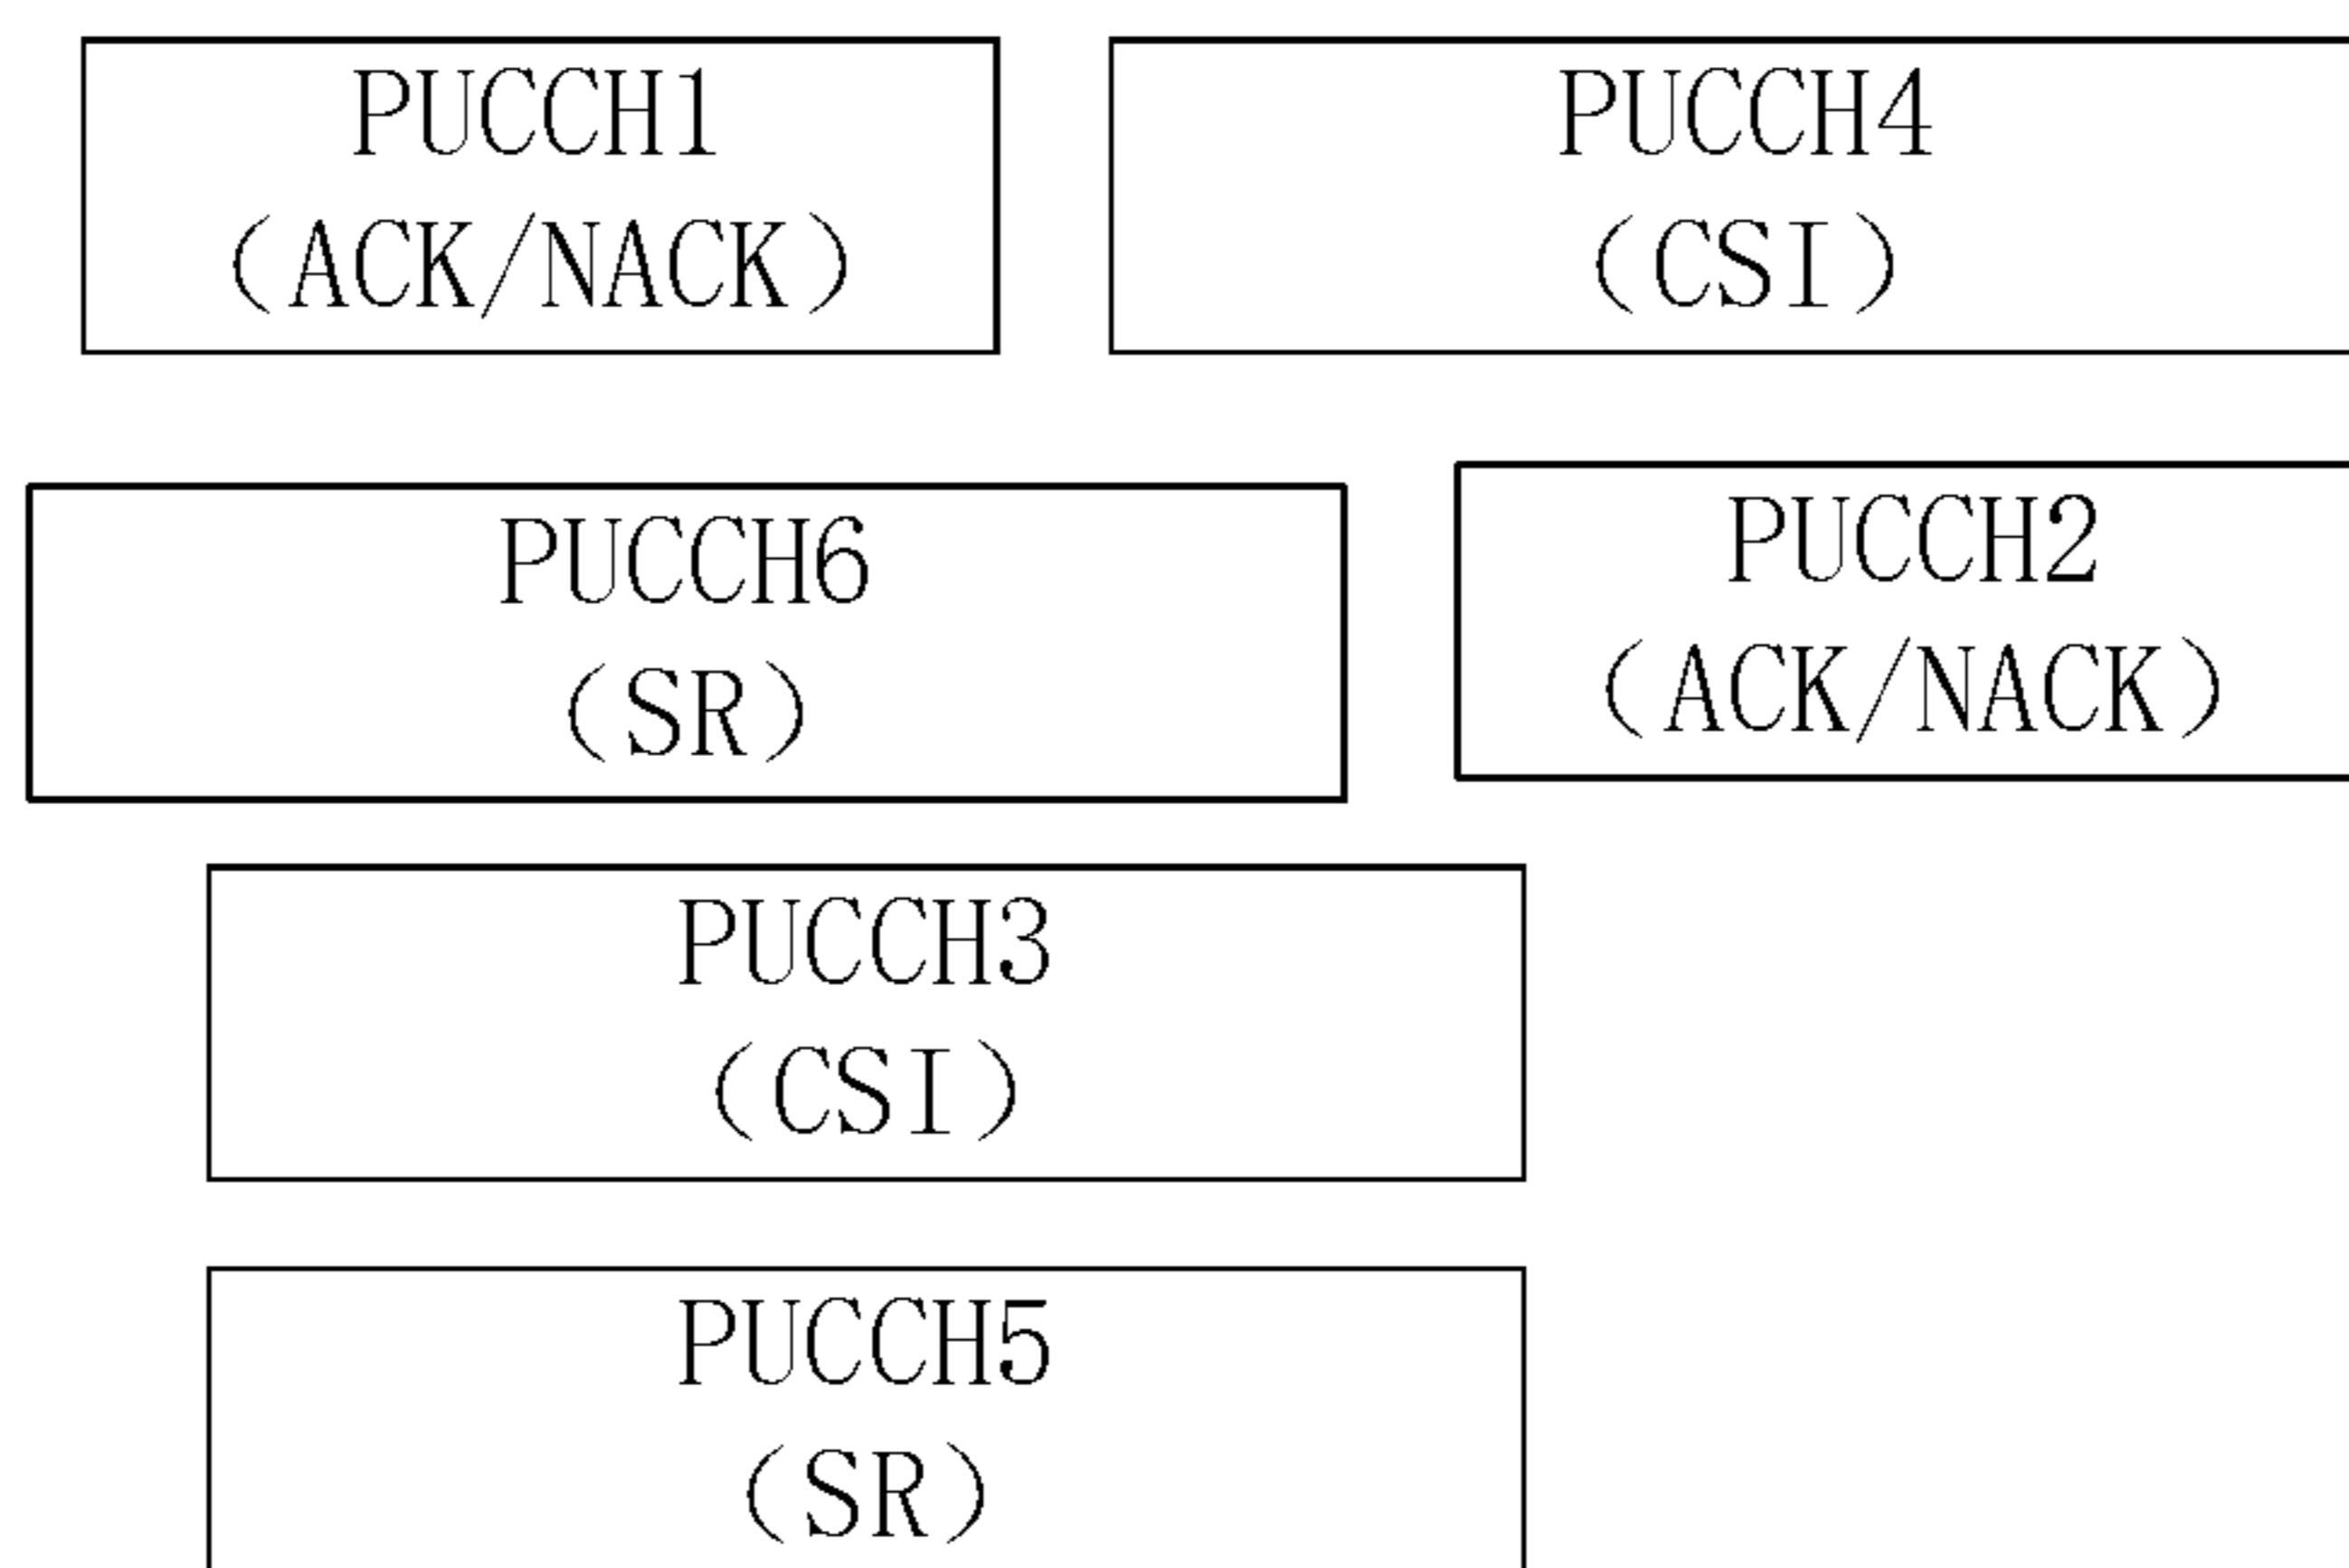 PUCCH1
(ACK/NACK)
PUCCH4
(CSI)
PUCCH6
(SR)
PUCCH2
(ACK/NACK)
PUCCH3
(CSI)
PUCCH5
(SR)